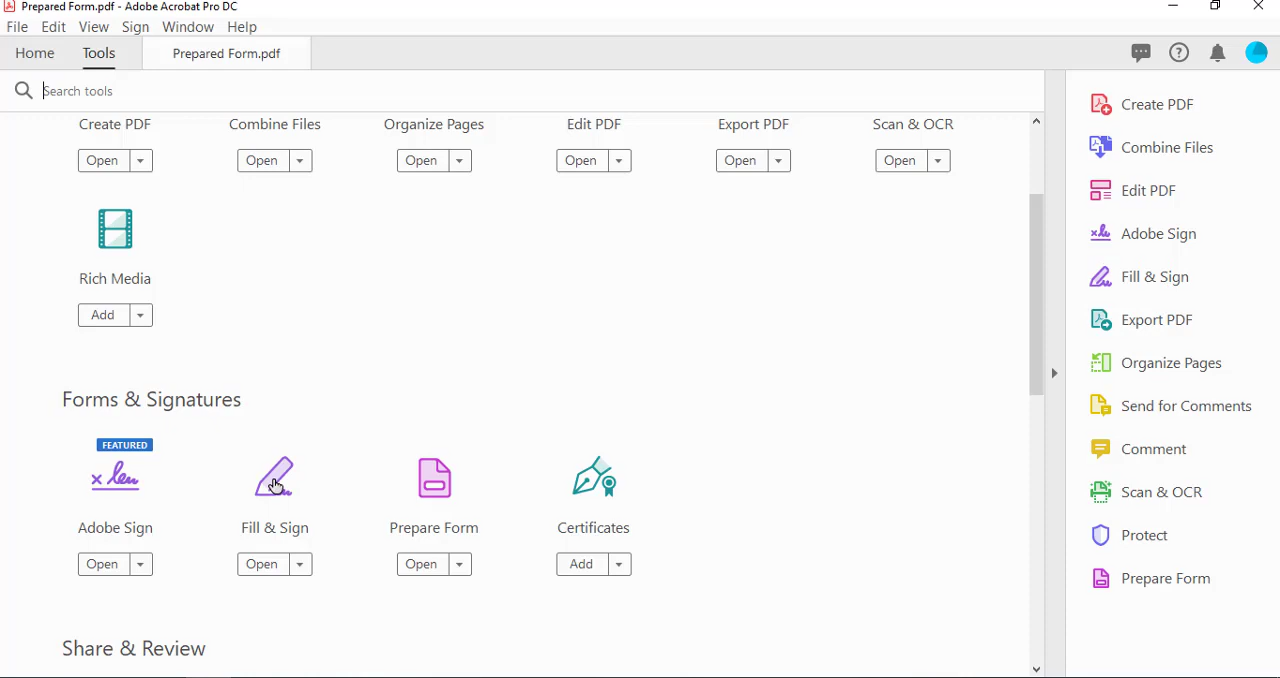 Prepared Form.pdf - Adobe Acrobat Pro DC
File Edit View Sign Window Help
Home Tools Prepared Form.pdf
Search tools
Create PDF Combine Files Organize Pages Edit PDF Export PDF Scan & OCR
Open Open Open Open Open Open
Rich Media
Add
Forms & Signatures
FEATURED
Adobe Sign Fill & Sign Prepare Form Certificates
Open Open Open Add
Share & Review
Create PDF
Combine Files
Edit PDF
Adobe Sign
Fill & Sign
Export PDF
Organize Pages
Send for Comments
Comment
Scan & OCR
Protect
Prepare Form